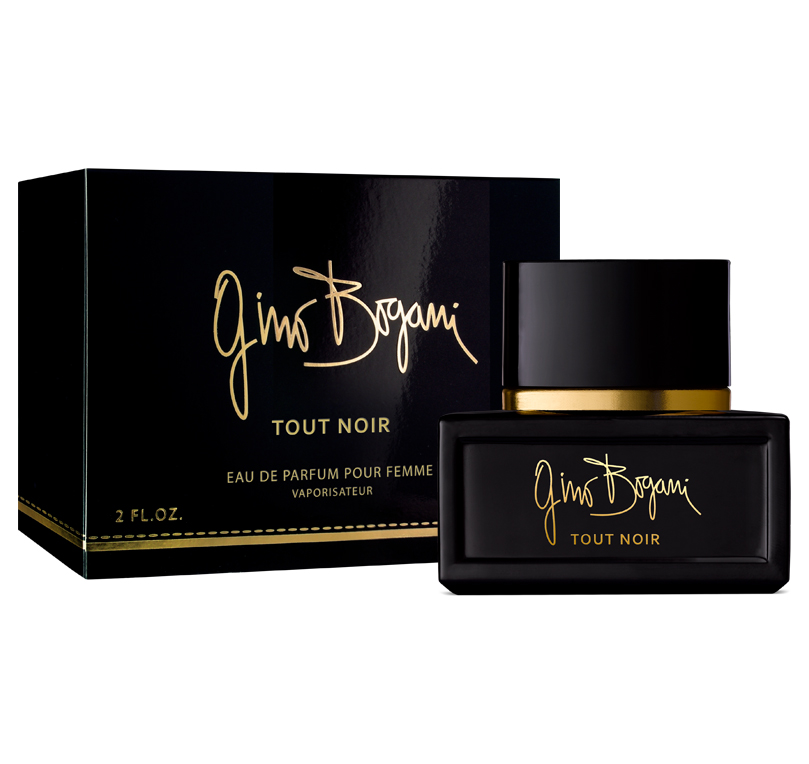 Gino Bogani
TOUT NOIR
EAU DE PARFUM POUR FEMME
VAPORISATEUR
2 FL.OZ.
Gino Bogani
TOUT NOIR